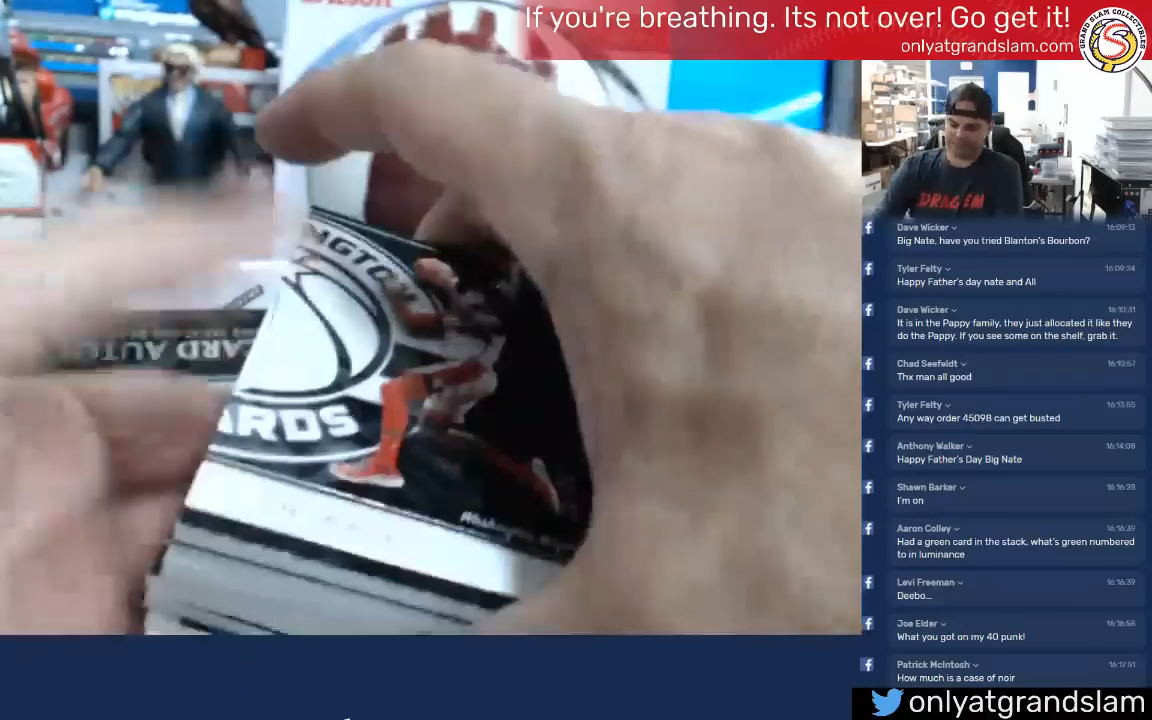 If you're breathing. Its not over! Go get it!
onlyatgrandslam.com
GRAND SLAM COLLECTIBLES
DRAGEM
ARDS
Dave Wicker 16:09:13
Big Nate, have you tried Blanton's Bourbon?
Tyler Felty 16:09:24
Happy Father's day nate and All
Dave Wicker 16:10:31
It is in the Pappy family, they just allocated it like they
do the Pappy. If you see some on the shelf, grab it.
Chad Seefeldt 16:10:57
Thx man all good
Tyler Felty 16:13:55
Any way order 45098 can get busted
Anthony Walker 16:14:08
Happy Father's Day Big Nate
Shawn Barker 16:16:28
I'm on
Aaron Colley 16:16:39
Had a green card in the stack, what's green numbered
to in luminance
Levi Freeman 16:16:39
Deebo...
Joe Elder 16:16:58
What you got on my 40 punk!
Patrick McIntosh 16:17:51
How much is a case of noir
onlyatgrandslam